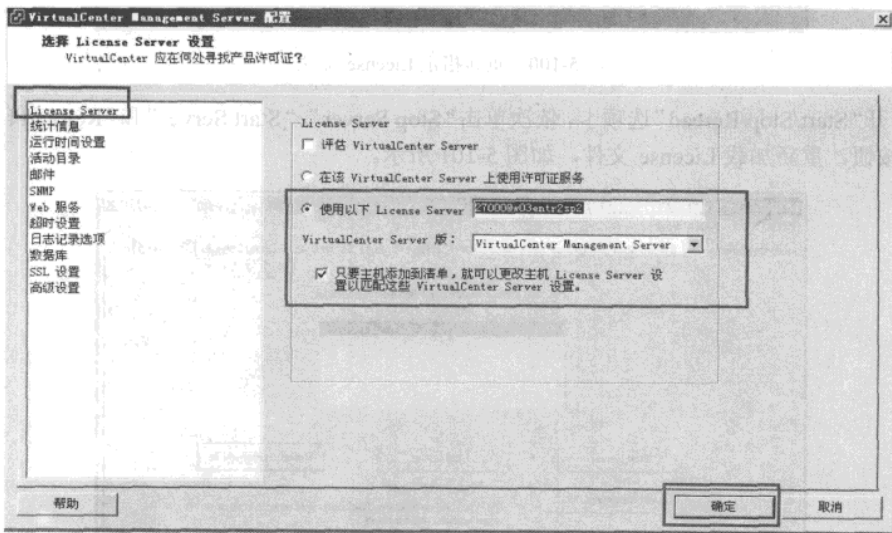 VirtualCenter Management Server 配置
选择 License Server 设置
VirtualCenter 应在何处寻找产品许可证?
License Server
统计信息
运行时间设置
活动目录
邮件
SNMP
Web 服务
超时设置
日志记录选项
数据库
SSL 设置
高级设置
License Server
评估 VirtualCenter Server
在该 VirtualCenter Server 上使用许可证服务
使用以下 License Server 27000@w03entr2sp2
VirtualCenter Server 版: VirtualCenter Management Server
只要主机添加到清单,就可以更改主机 License Server 设
置以匹配这些 VirtualCenter Server 设置。
帮助
确定
取消